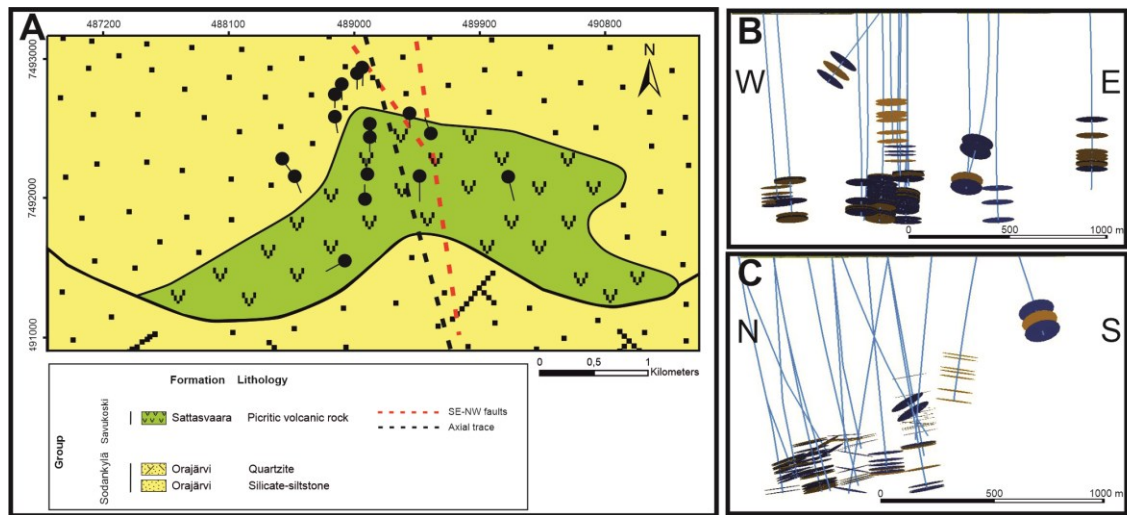 487200 488100 489000 489900 490800
A
N
7493000
7492000
491000
0 0,5 1
Kilometers
Formation Lithology
Group
Savukoski
Sattasvaara Picritic volcanic rock
SE-NW faults
Axial trace
Sodankylä
Orajärvi Quartzite
Orajärvi Silicate-siltstone
B
W E
0 500 1000 m
C
N S
0 500 1000 m